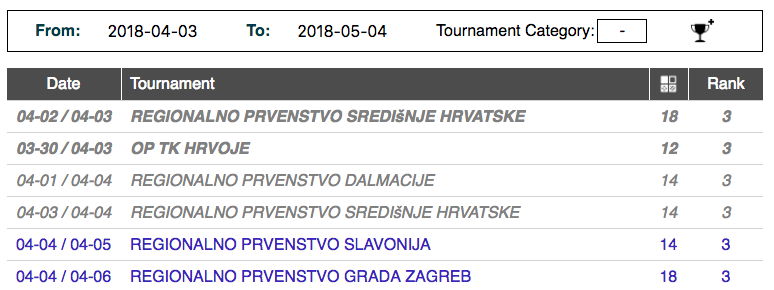 From: 2018-04-03 To: 2018-05-04 Tournament Category: -
Date Tournament Rank
04-02 / 04-03 REGIONALNO PRVENSTVO SREDIšNJE HRVATSKE 18 3
03-30 / 04-03 OP TK HRVOJE 12 3
04-01 / 04-04 REGIONALNO PRVENSTVO DALMACIJE 14 3
04-03 / 04-04 REGIONALNO PRVENSTVO SREDIšNJE HRVATSKE 14 3
04-04 / 04-05 REGIONALNO PRVENSTVO SLAVONIJA 14 3
04-04 / 04-06 REGIONALNO PRVENSTVO GRADA ZAGREB 18 3